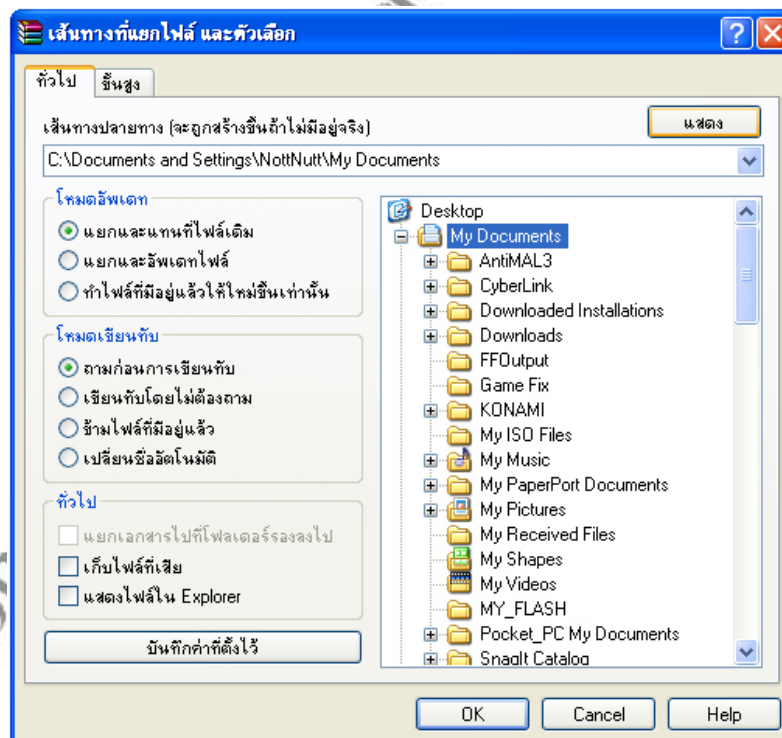 เส้นทางที่แยกไฟล์ และตัวเลือก
ทั่วไป
ขั้นสูง
เส้นทางปลายทาง (จะถูกสร้างขึ้นถ้าไม่มีอยู่จริง)
แสดง
C:\Documents and Settings\NottNutt\My Documents
โหมดอัพเดท
แยกและแทนที่ไฟล์เดิม
แยกและอัพเดทไฟล์
ทำไฟล์ที่มีอยู่แล้วให้ใหม่ขึ้นเท่านั้น
โหมดเขียนทับ
ถามก่อนการเขียนทับ
เขียนทับโดยไม่ต้องถาม
ข้ามไฟล์ที่มีอยู่แล้ว
เปลี่ยนชื่ออัตโนมัติ
ทั่วไป
แยกเอกสารไปที่โฟลเดอร์รองลงไป
เก็บไฟล์ที่เสีย
แสดงไฟล์ใน Explorer
บันทึกค่าที่ตั้งไว้
Desktop
My Documents
AntiMAL3
CyberLink
Downloaded Installations
Downloads
FFOutput
Game Fix
KONAMI
My ISO Files
My Music
My PaperPort Documents
My Pictures
My Received Files
My Shapes
My Videos
MY_FLASH
Pocket_PC My Documents
SnagIt Catalog
OK
Cancel
Help